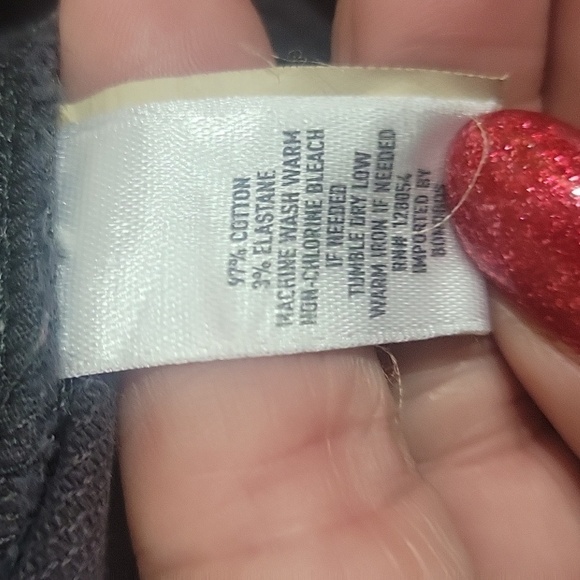 97% COTTON
3% ELASTANE
MACHINE WASH WARM
NON-CHLORINE BLEACH
IF NEEDED
TUMBLE DRY LOW
WARM IRON IF NEEDED
RN# 128054
IMPORTED BY